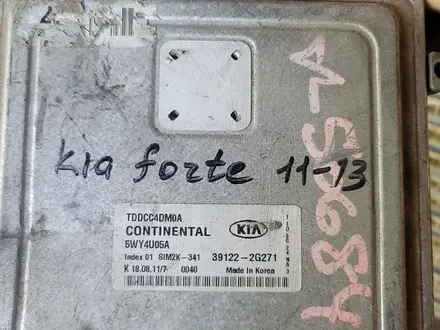 kia forte 11-13
TDDCC4DM0A
CONTINENTAL
KIA
5WY4U05A
Index 01 SIM2K-341 39122-2G271
K 18.08.11/7 0040 Made in Korea